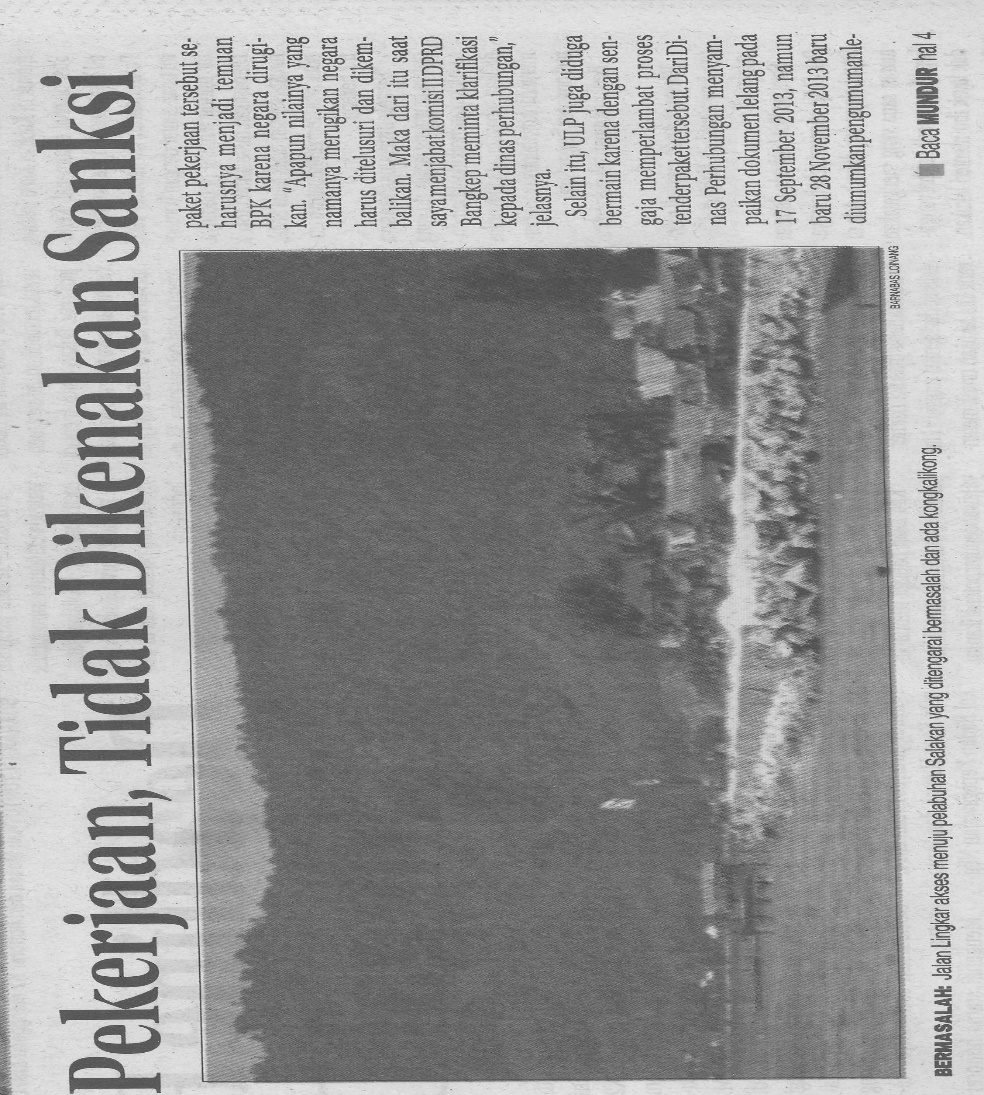 Pekerjaan, Tidak Dikenakan Sanksi
paket pekerjaan tersebut se-
harusnya menjadi temuan
BPK karena negara dirugi-
kan. “Apapun nilainya yang
namanya merugikan negara
harus ditelusuri dan dikem-
balikan. Maka dari itu saat
saya menjabat komisi II DPRD
Bangkep meminta klarifikasi
kepada dinas perhubungan,”
jelasnya.
Selain itu, ULP juga diduga
bermain karena dengan sen-
gaja memperlambat proses
tender paket tersebut. Dari Di-
nas Perhubungan menyam-
paikan dokumen lelang pada
17 September 2013, namun
baru 28 November 2013 baru
diumumkan pengumuman le-
Baca MUNDUR hal 4
BARNABAS LOINANG
BERMASALAH: Jalan Lingkar akses menuju pelabuhan Salakan yang ditengarai bermasalah dan ada kongkalikong.